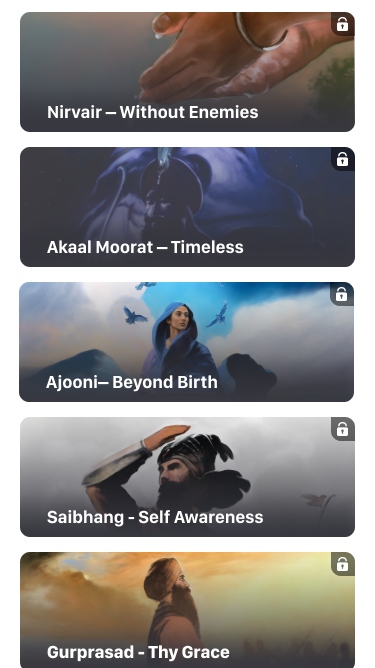 Nirvair – Without Enemies
Akaal Moorat – Timeless
Ajooni– Beyond Birth
Saibhang - Self Awareness
Gurprasad - Thy Grace